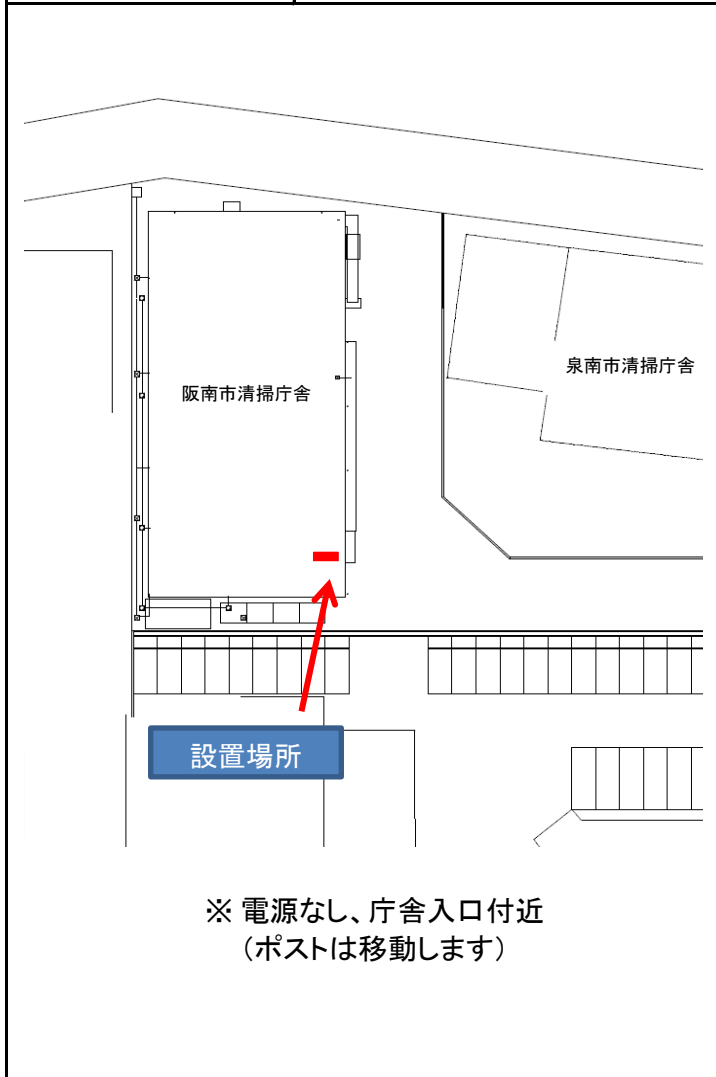 阪南市清掃庁舎
泉南市清掃庁舎
設置場所
※ 電源なし、庁舎入口付近
（ポストは移動します）